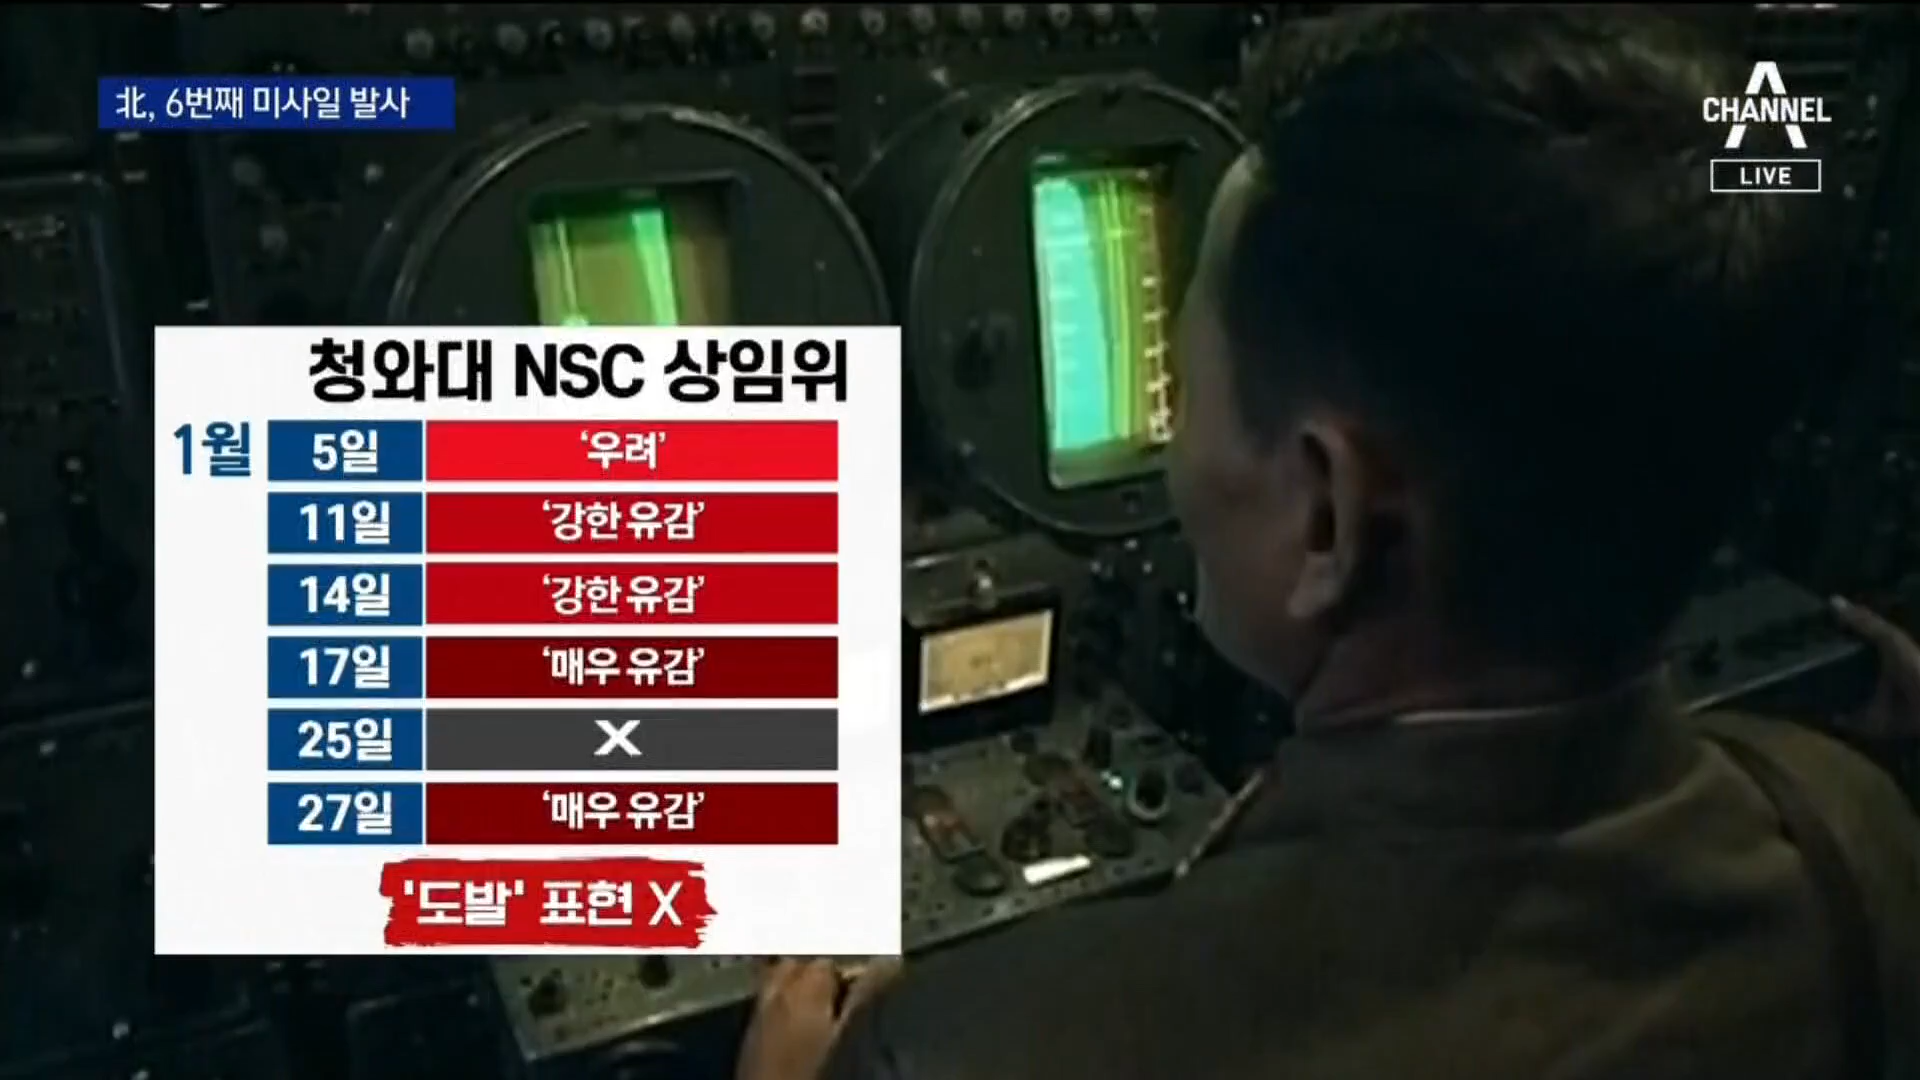 北, 6번째 미사일 발사
CHANNEL A
LIVE
청와대 NSC 상임위
1월 5일 '우려'
11일 '강한 유감'
14일 '강한 유감'
17일 '매우 유감'
25일 X
27일 '매우 유감'
'도발' 표현 X